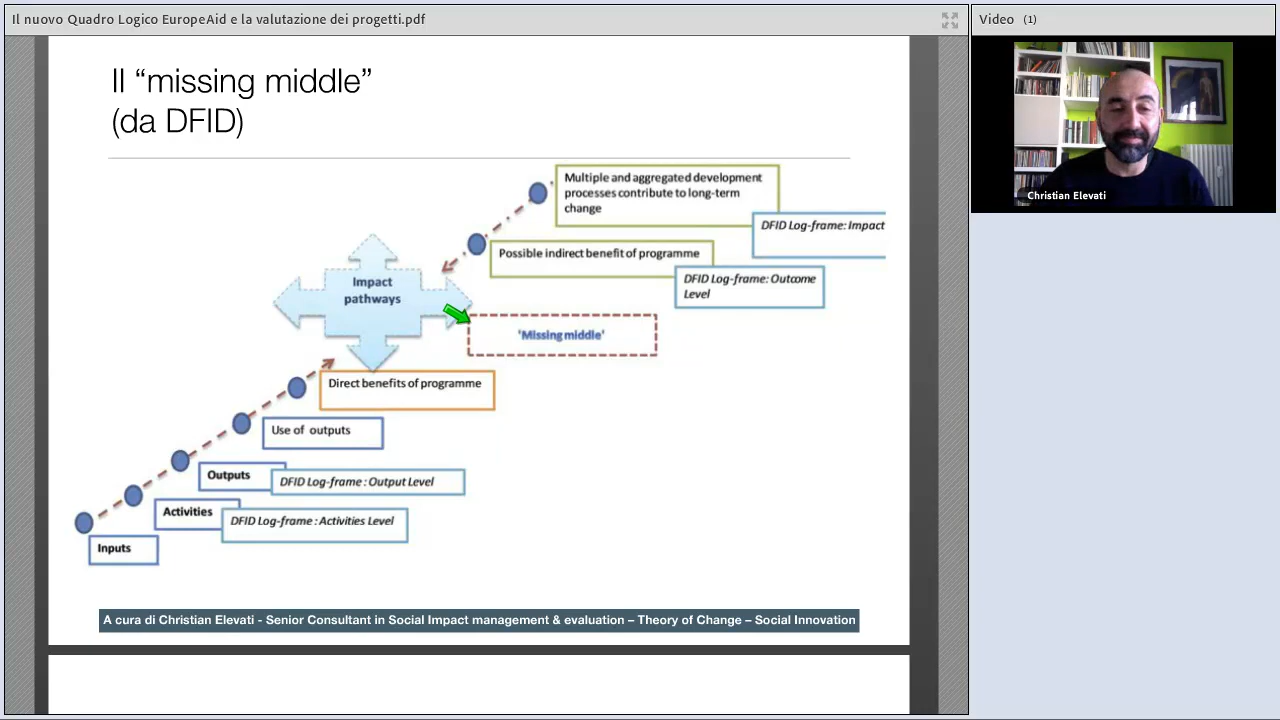 Il nuovo Quadro Logico EuropeAid e la valutazione dei progetti.pdf
Video (1)
Christian Elevati
Il “missing middle”
(da DFID)
Multiple and aggregated development
processes contribute to long-term
change
DFID Log-frame: Impact
Possible indirect benefit of programme
DFID Log-frame: Outcome
Level
Impact
pathways
'Missing middle'
Direct benefits of programme
Use of outputs
Outputs
DFID Log-frame : Output Level
Activities
DFID Log-frame : Activities Level
Inputs
A cura di Christian Elevati - Senior Consultant in Social Impact management & evaluation – Theory of Change – Social Innovation